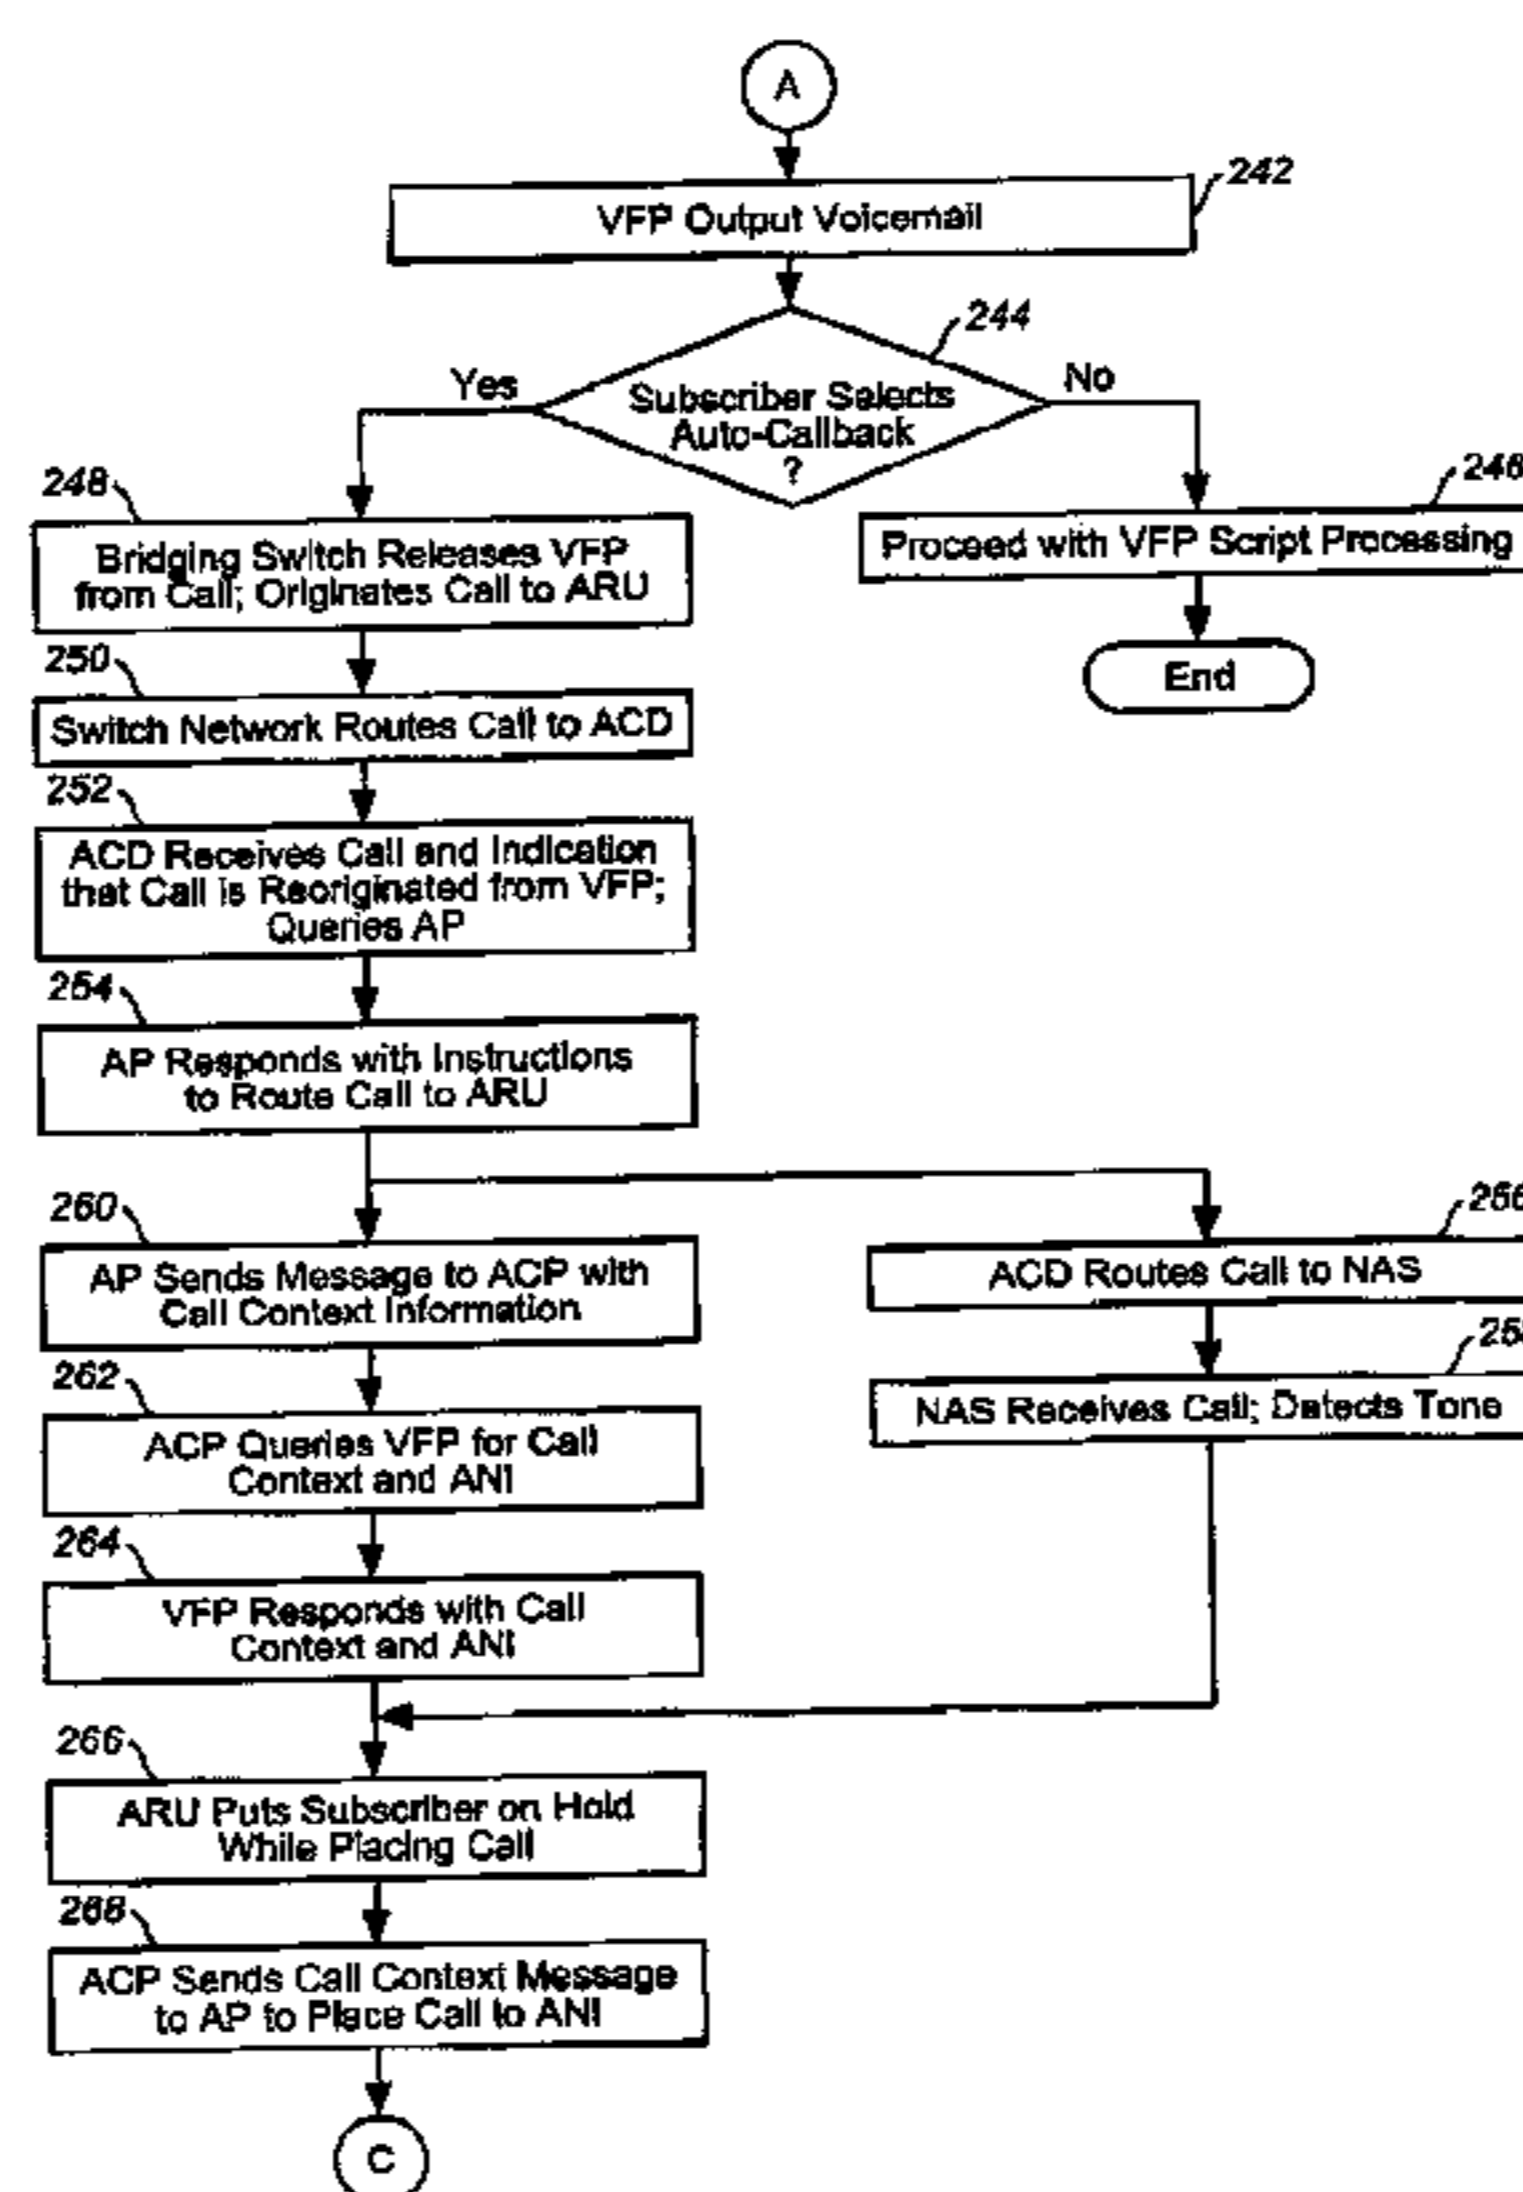 A
242
VFP Output Voicemail
244
Yes
No
Subscriber Selects
Auto-Callback
?
248
246
Bridging Switch Releases VFP
from Call; Originates Call to ARU
Proceed with VFP Script Processing
End
250
Switch Network Routes Call to ACD
252
ACD Receives Call and Indication
that Call is Reoriginated from VFP;
Queries AP
254
AP Responds with Instructions
to Route Call to ARU
260
AP Sends Message to ACP with
Call Context Information
ACD Routes Call to NAS
NAS Receives Call; Detects Tone
262
ACP Queries VFP for Call
Context and ANI
264
VFP Responds with Call
Context and ANI
266
ARU Puts Subscriber on Hold
While Placing Call
268
ACP Sends Call Context Message
to AP to Place Call to ANI
C